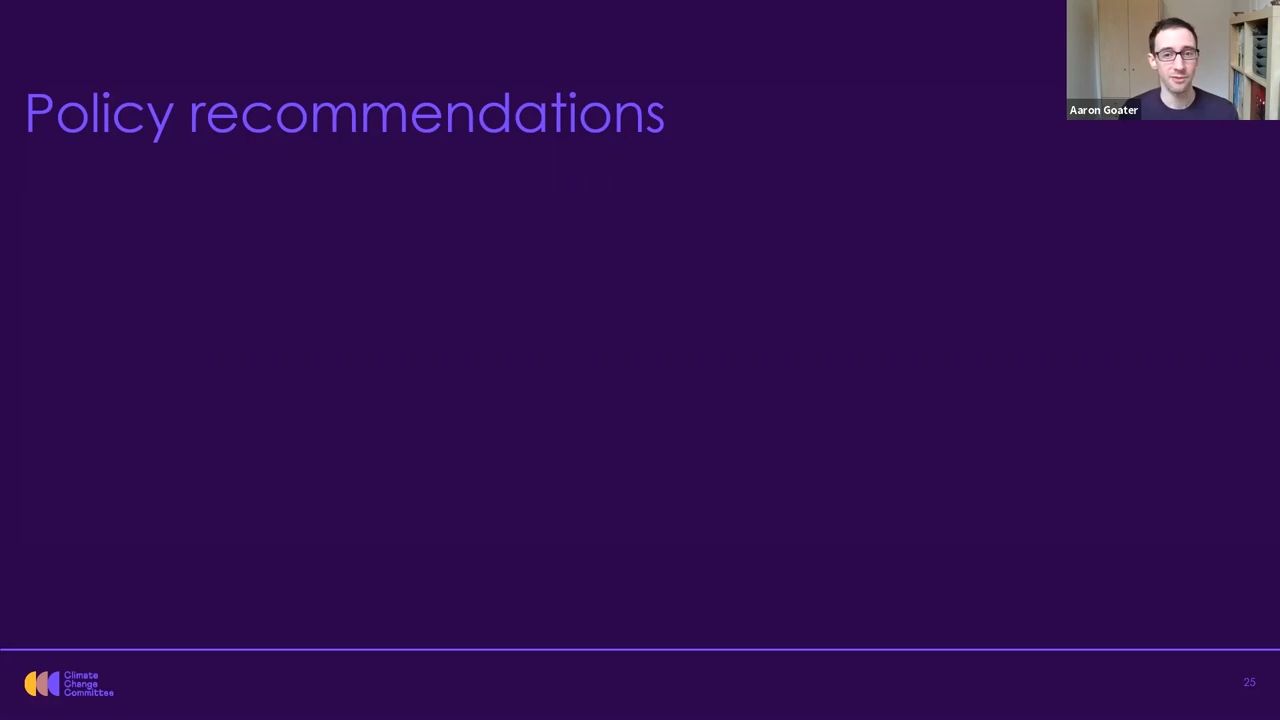 Policy recommendations
Aaron Goater
Climate
Change
Committee
25